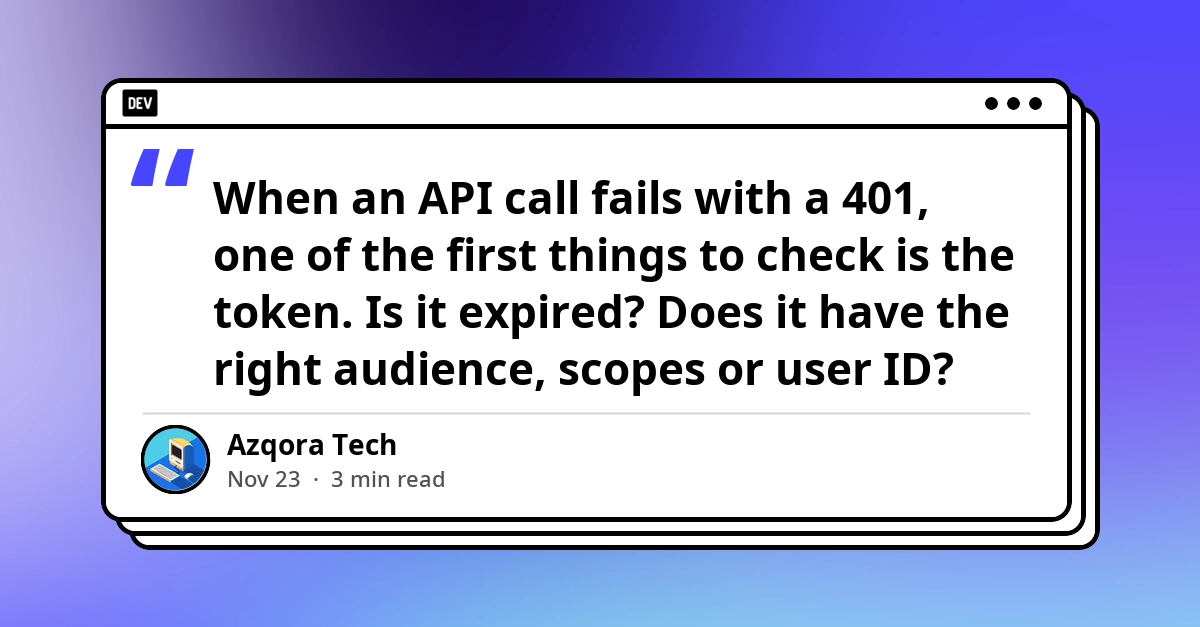 DEV
“
When an API call fails with a 401,
one of the first things to check is the
token. Is it expired? Does it have the
right audience, scopes or user ID?
Azqora Tech
Nov 23 · 3 min read